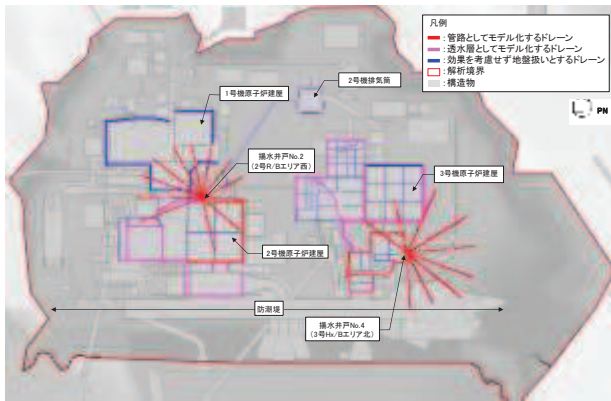 凡例
：管路としてモデル化するドレーン
：透水層としてモデル化するドレーン
：効果を考慮せず地盤扱いとするドレーン
：解析境界
：構造物
PN
2号機排気筒
1号機原子炉建屋
揚水井戸No.2
（2号R/Bエリア西）
3号機原子炉建屋
2号機原子炉建屋
防潮堤
揚水井戸No.4
（3号Hx/Bエリア北）